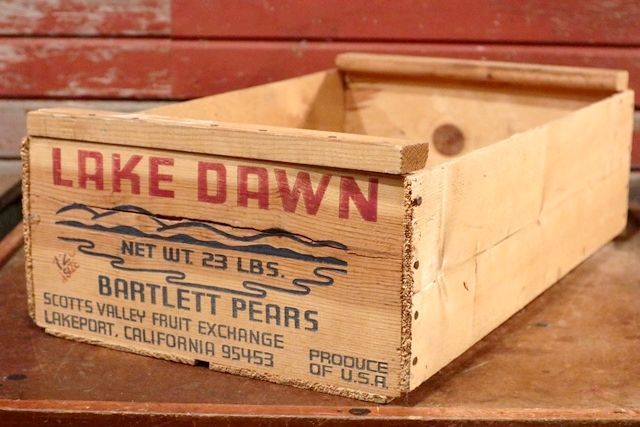 LAKE DAWN
NET WT. 23 LBS.
BARTLETT PEARS
SCOTTS VALLEY FRUIT EXCHANGE
LAKEPORT, CALIFORNIA 95453
PRODUCE
OF U.S.A.